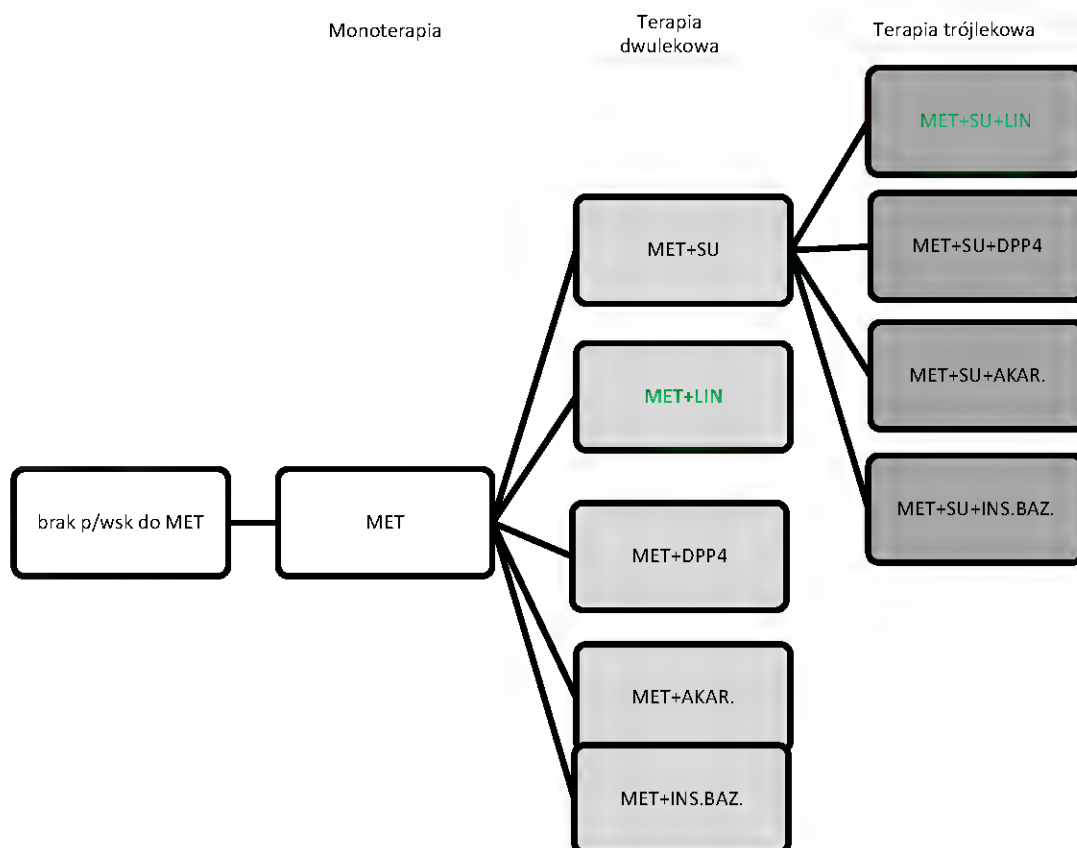 Monoterapia
Terapia
dwulekowa
Terapia trójlekowa
MET+SU+LIN
MET+SU
MET+SU+DPP4
MET+LIN
MET+SU+AKAR.
brak p/wsk do MET
MET
MET+SU+INS.BAZ.
MET+DPP4
MET+AKAR.
MET+INS.BAZ.